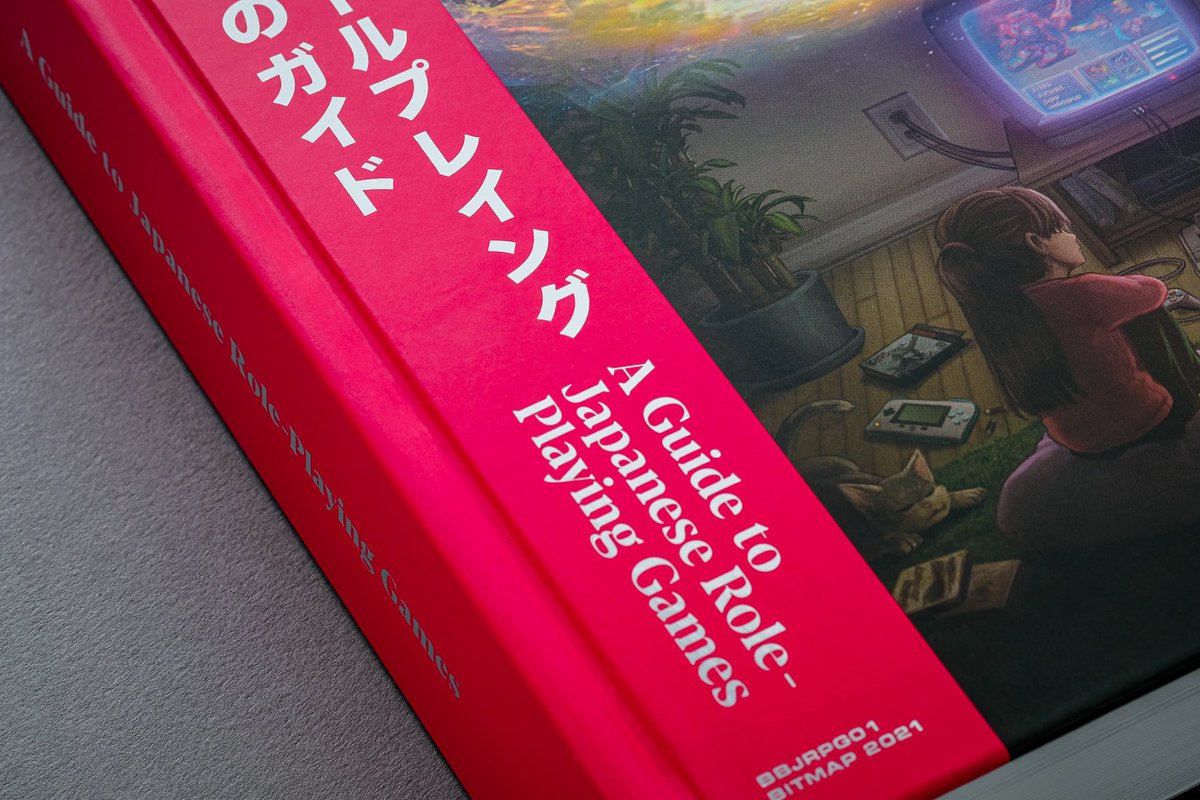 A Guide to Japanese Role-Playing Games
ールプレイング
のガイド
A Guide to
Japanese Role-
Playing Games
BBJRPG01
BITMAP 2021